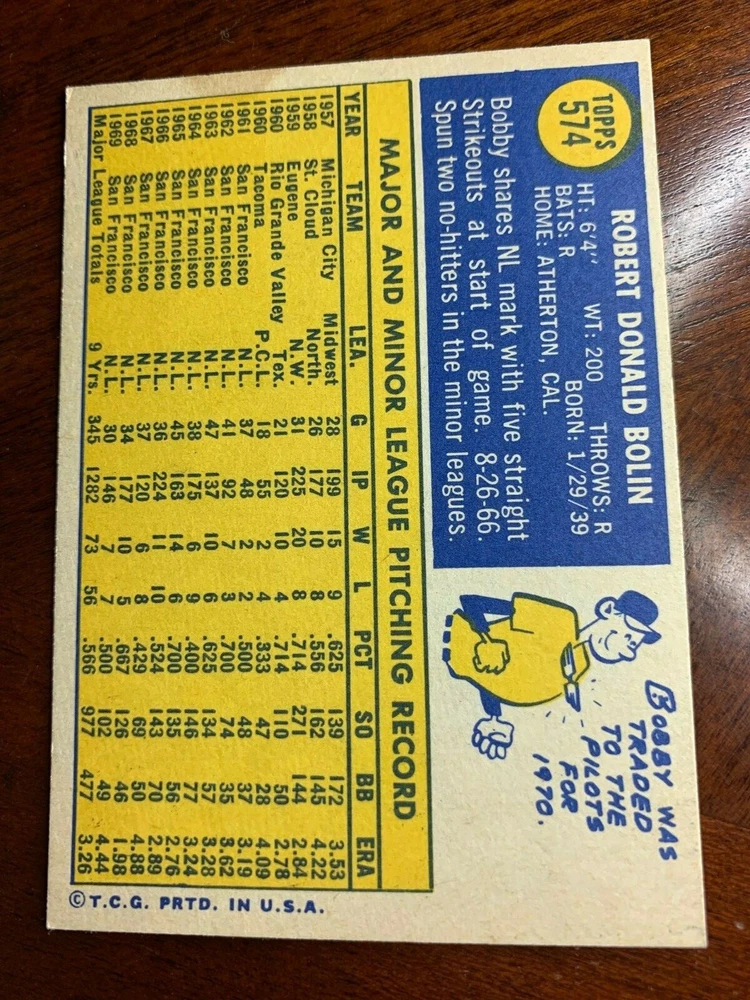 TOPPS
574
ROBERT DONALD BOLIN
HT: 6'4" WT: 200 THROWS: R
BATS: R BORN: 1/29/39
HOME: ATHERTON, CAL.
Bobby shares NL mark with five straight
Strikeouts at start of game. 8-26-66.
Spun two no-hitters in the minor leagues.
BOBBY WAS
TRADED
TO THE
PILOTS
FOR
1970.
MAJOR AND MINOR LEAGUE PITCHING RECORD
YEAR TEAM LEA. G IP W L PCT SO BB ERA
1957 Michigan City Midwest 28 199 15 9 .625 139 172 3.53
1958 St. Cloud North. 26 177 10 8 .556 162 145 4.22
1959 Eugene N.W. 31 225 20 8 .714 271 144 2.84
1960 Rio Grande Valley Tex. 21 120 10 4 .714 110 50 2.78
1960 Tacoma P.C.L. 18 55 2 4 .333 47 28 4.09
1961 San Francisco N.L. 37 48 2 2 .500 48 37 3.19
1962 San Francisco N.L. 41 92 7 3 .700 74 35 3.62
1963 San Francisco N.L. 47 137 10 6 .625 134 57 3.28
1964 San Francisco N.L. 38 175 6 9 .400 146 77 3.24
1965 San Francisco N.L. 45 163 14 6 .700 135 56 2.76
1966 San Francisco N.L. 36 224 11 10 .524 143 70 2.89
1967 San Francisco N.L. 37 120 6 8 .429 69 50 4.88
1968 San Francisco N.L. 34 177 10 5 .667 126 46 1.98
1969 San Francisco N.L. 30 146 7 7 .500 102 49 4.44
Major League Totals 9 Yrs. 345 1282 73 56 .566 977 477 3.26
© T.C.G. PRTD. IN U.S.A.